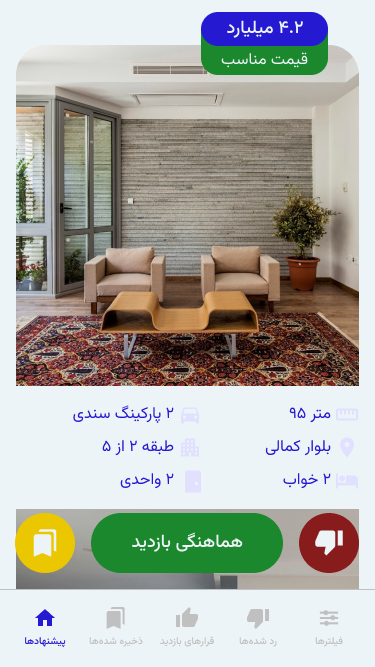 ۴.۲ میلیارد
قیمت مناسب
متر ۹۵
۲ پارکینگ سندی
بلوار کمالی
طبقه ۲ از ۵
۲ خواب
۲ واحدی
هماهنگی بازدید
فیلترها
رد شده‌ها
قرارهای بازدید
ذخیره شده‌ها
پیشنهادها